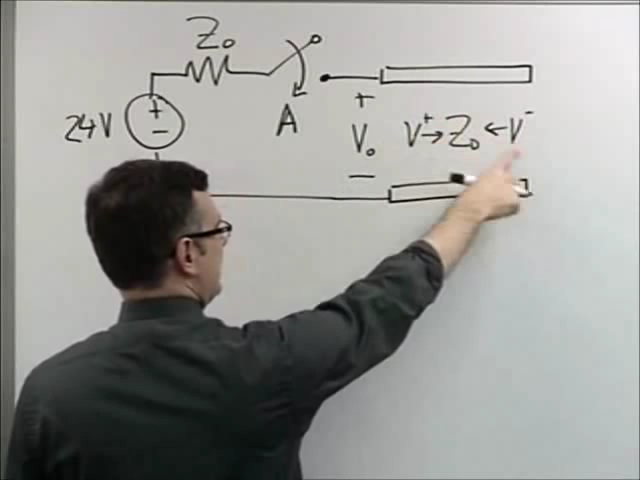 Z₀
24V
+
−
A
+
V₀
−
V⁺→Z₀←V⁻